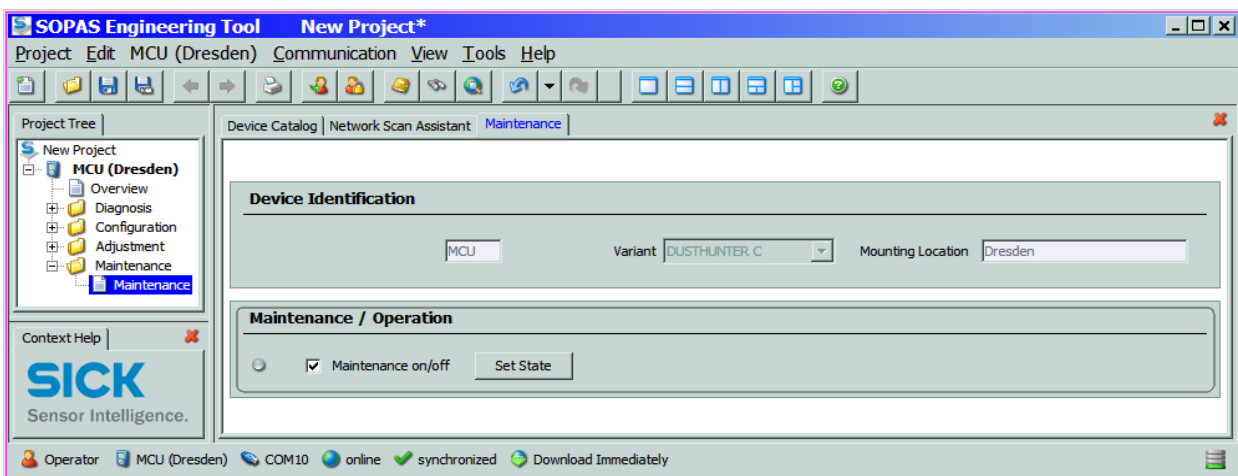 SOPAS Engineering Tool New Project*
Project Edit MCU (Dresden) Communication View Tools Help
Project Tree
New Project
MCU (Dresden)
Overview
Diagnosis
Configuration
Adjustment
Maintenance
Maintenance
Context Help
SICK
Sensor Intelligence.
Device Catalog Network Scan Assistant Maintenance
Device Identification
MCU Variant DUSTHUNTER C Mounting Location Dresden
Maintenance / Operation
Maintenance on/off Set State
Operator MCU (Dresden) COM10 online synchronized Download Immediately